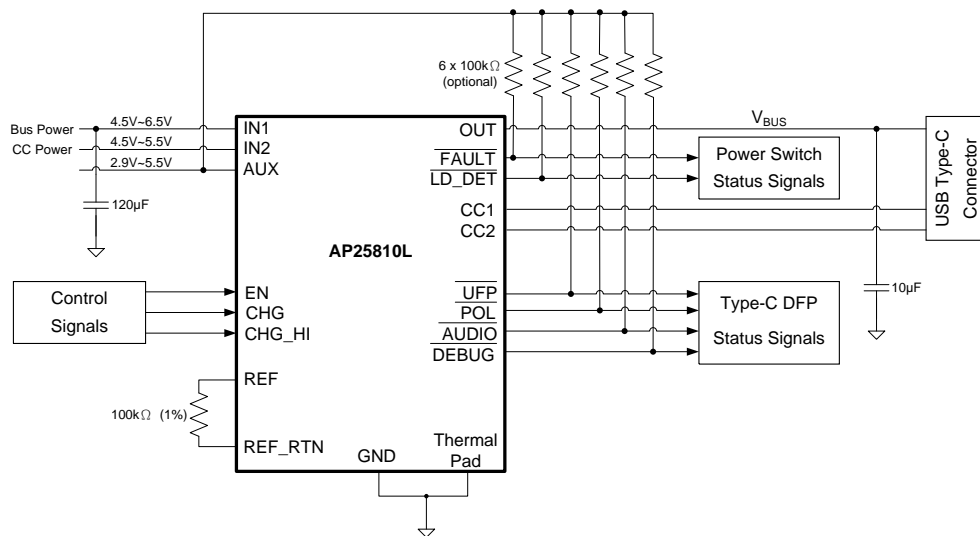 6 x 100kΩ
(optional)
Bus Power
4.5V~6.5V
CC Power
4.5V~5.5V
2.9V~5.5V
120µF
IN1
IN2
AUX
AP25810L
OUT
FAULT
LD_DET
CC1
CC2
VBUS
Power Switch
Status Signals
USB Type-C
Connector
10µF
Control
Signals
EN
CHG
CHG_HI
UFP
POL
AUDIO
DEBUG
Type-C DFP
Status Signals
REF
100kΩ (1%)
REF_RTN
GND
Thermal
Pad